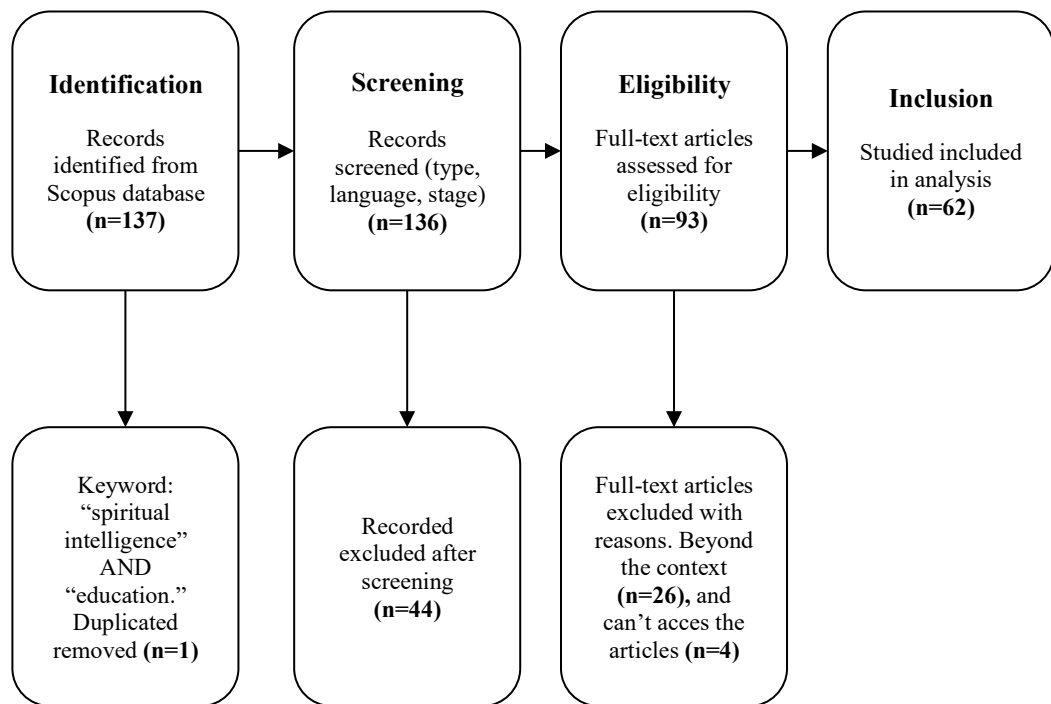 Identification
Records
identified from
Scopus database
(n=137)
Screening
Records
screened (type,
language, stage)
(n=136)
Eligibility
Full-text articles
assessed for
eligibility
(n=93)
Inclusion
Studied included
in analysis
(n=62)
Keyword:
“spiritual
intelligence”
AND
“education.”
Duplicated
removed (n=1)
Recorded
excluded after
screening
(n=44)
Full-text articles
excluded with
reasons. Beyond
the context
(n=26), and
can’t acces the
articles (n=4)